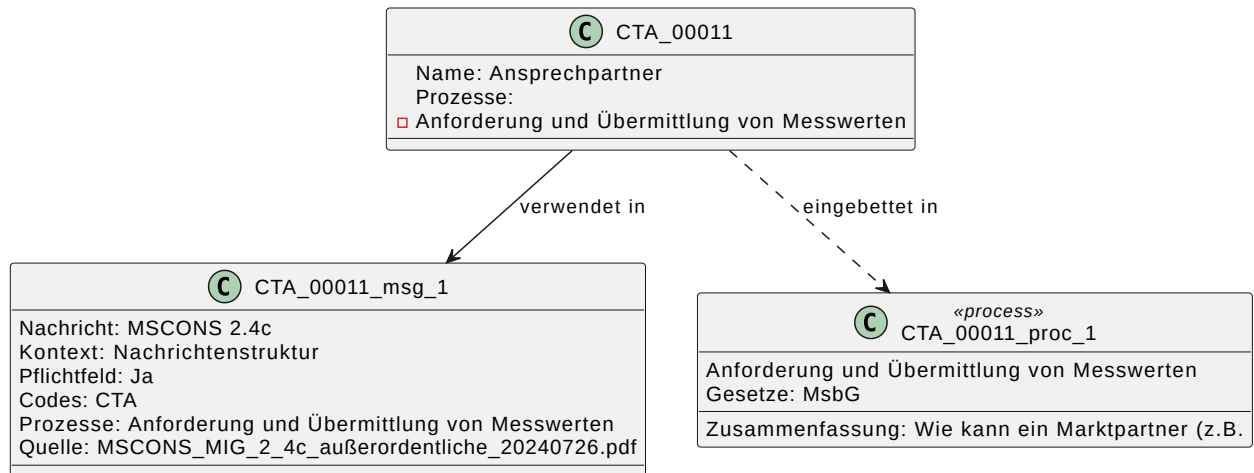 C CTA_00011
Name: Ansprechpartner
Prozesse:
Anforderung und Übermittlung von Messwerten
verwendet in
eingebettet in
C CTA_00011_msg_1
Nachricht: MSCONS 2.4c
Kontext: Nachrichtenstruktur
Pflichtfeld: Ja
Codes: CTA
Prozesse: Anforderung und Übermittlung von Messwerten
Quelle: MSCONS_MIG_2_4c_außerordentliche_20240726.pdf
«process»
C CTA_00011_proc_1
Anforderung und Übermittlung von Messwerten
Gesetze: MsbG
Zusammenfassung: Wie kann ein Marktpartner (z.B.